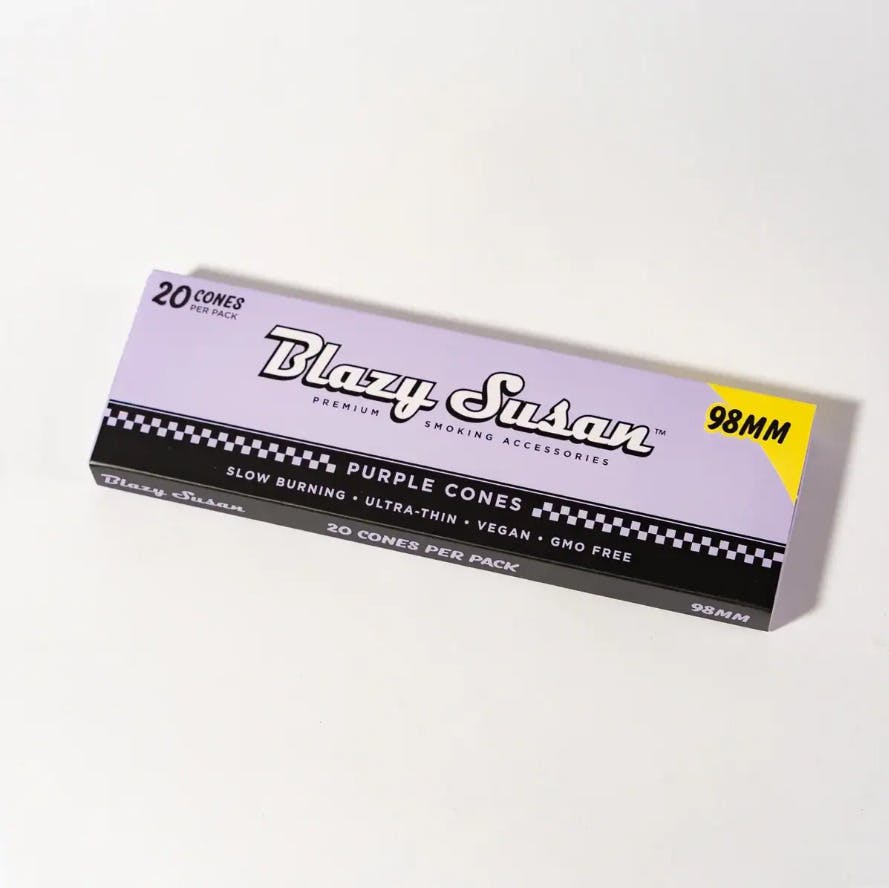 20 CONES
PER PACK
Blazy Susan™
PREMIUM SMOKING ACCESSORIES
98MM
PURPLE CONES
SLOW BURNING • ULTRA-THIN • VEGAN • GMO FREE
Blazy Susan
20 CONES PER PACK
98MM